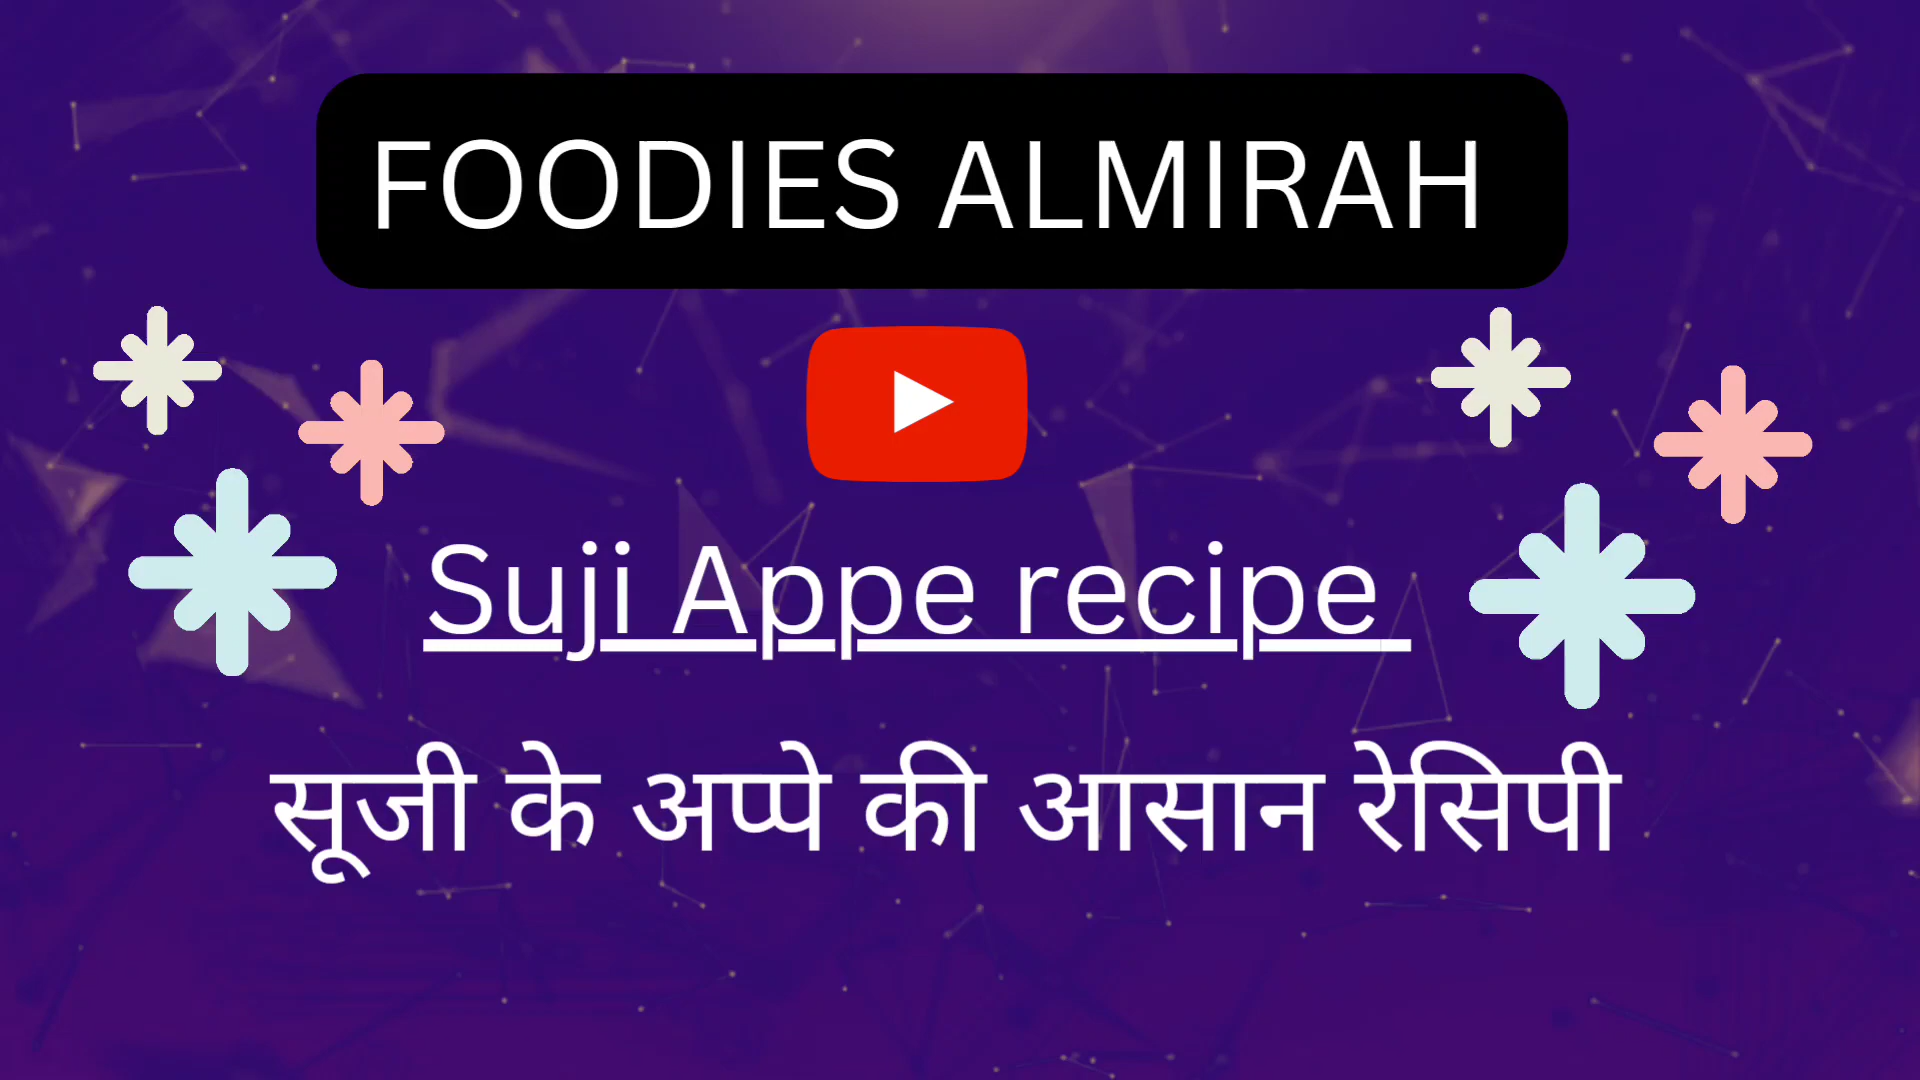 FOODIES ALMIRAH
Suji Appe recipe
सूजी के अप्पे की आसान रेसिपी